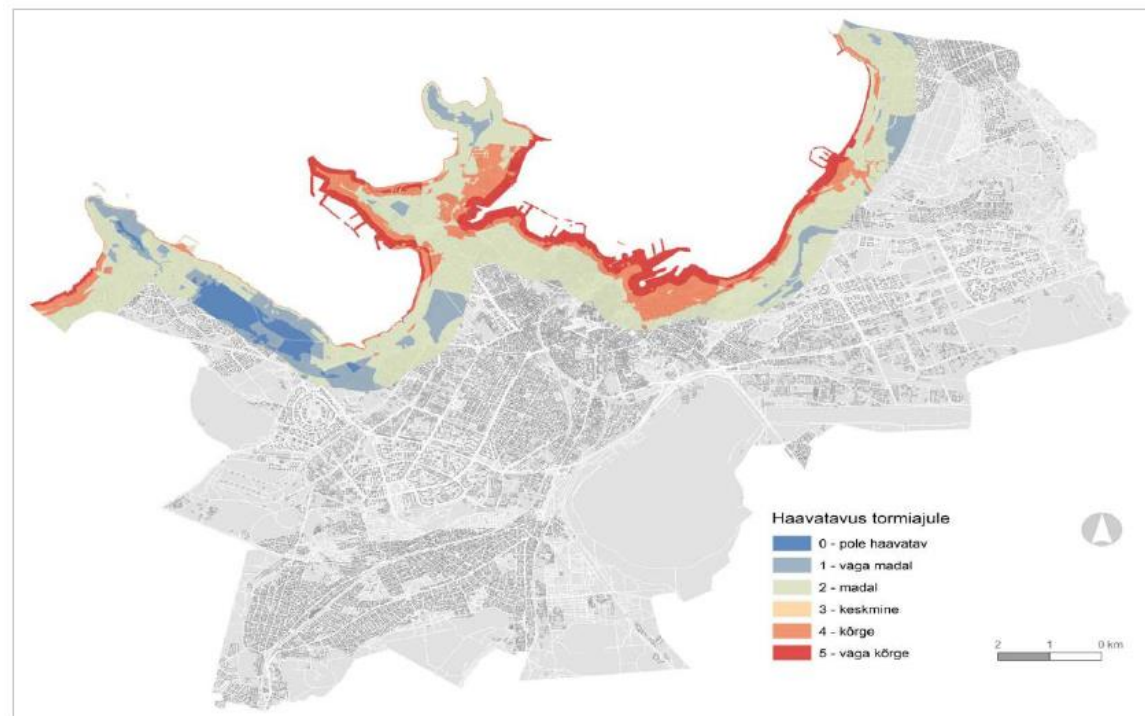 Haavatavus tormiajule
0 - pole haavatav
1 - väga madal
2 - madal
3 - keskmine
4 - kõrge
5 - väga kõrge
2 1 0 km